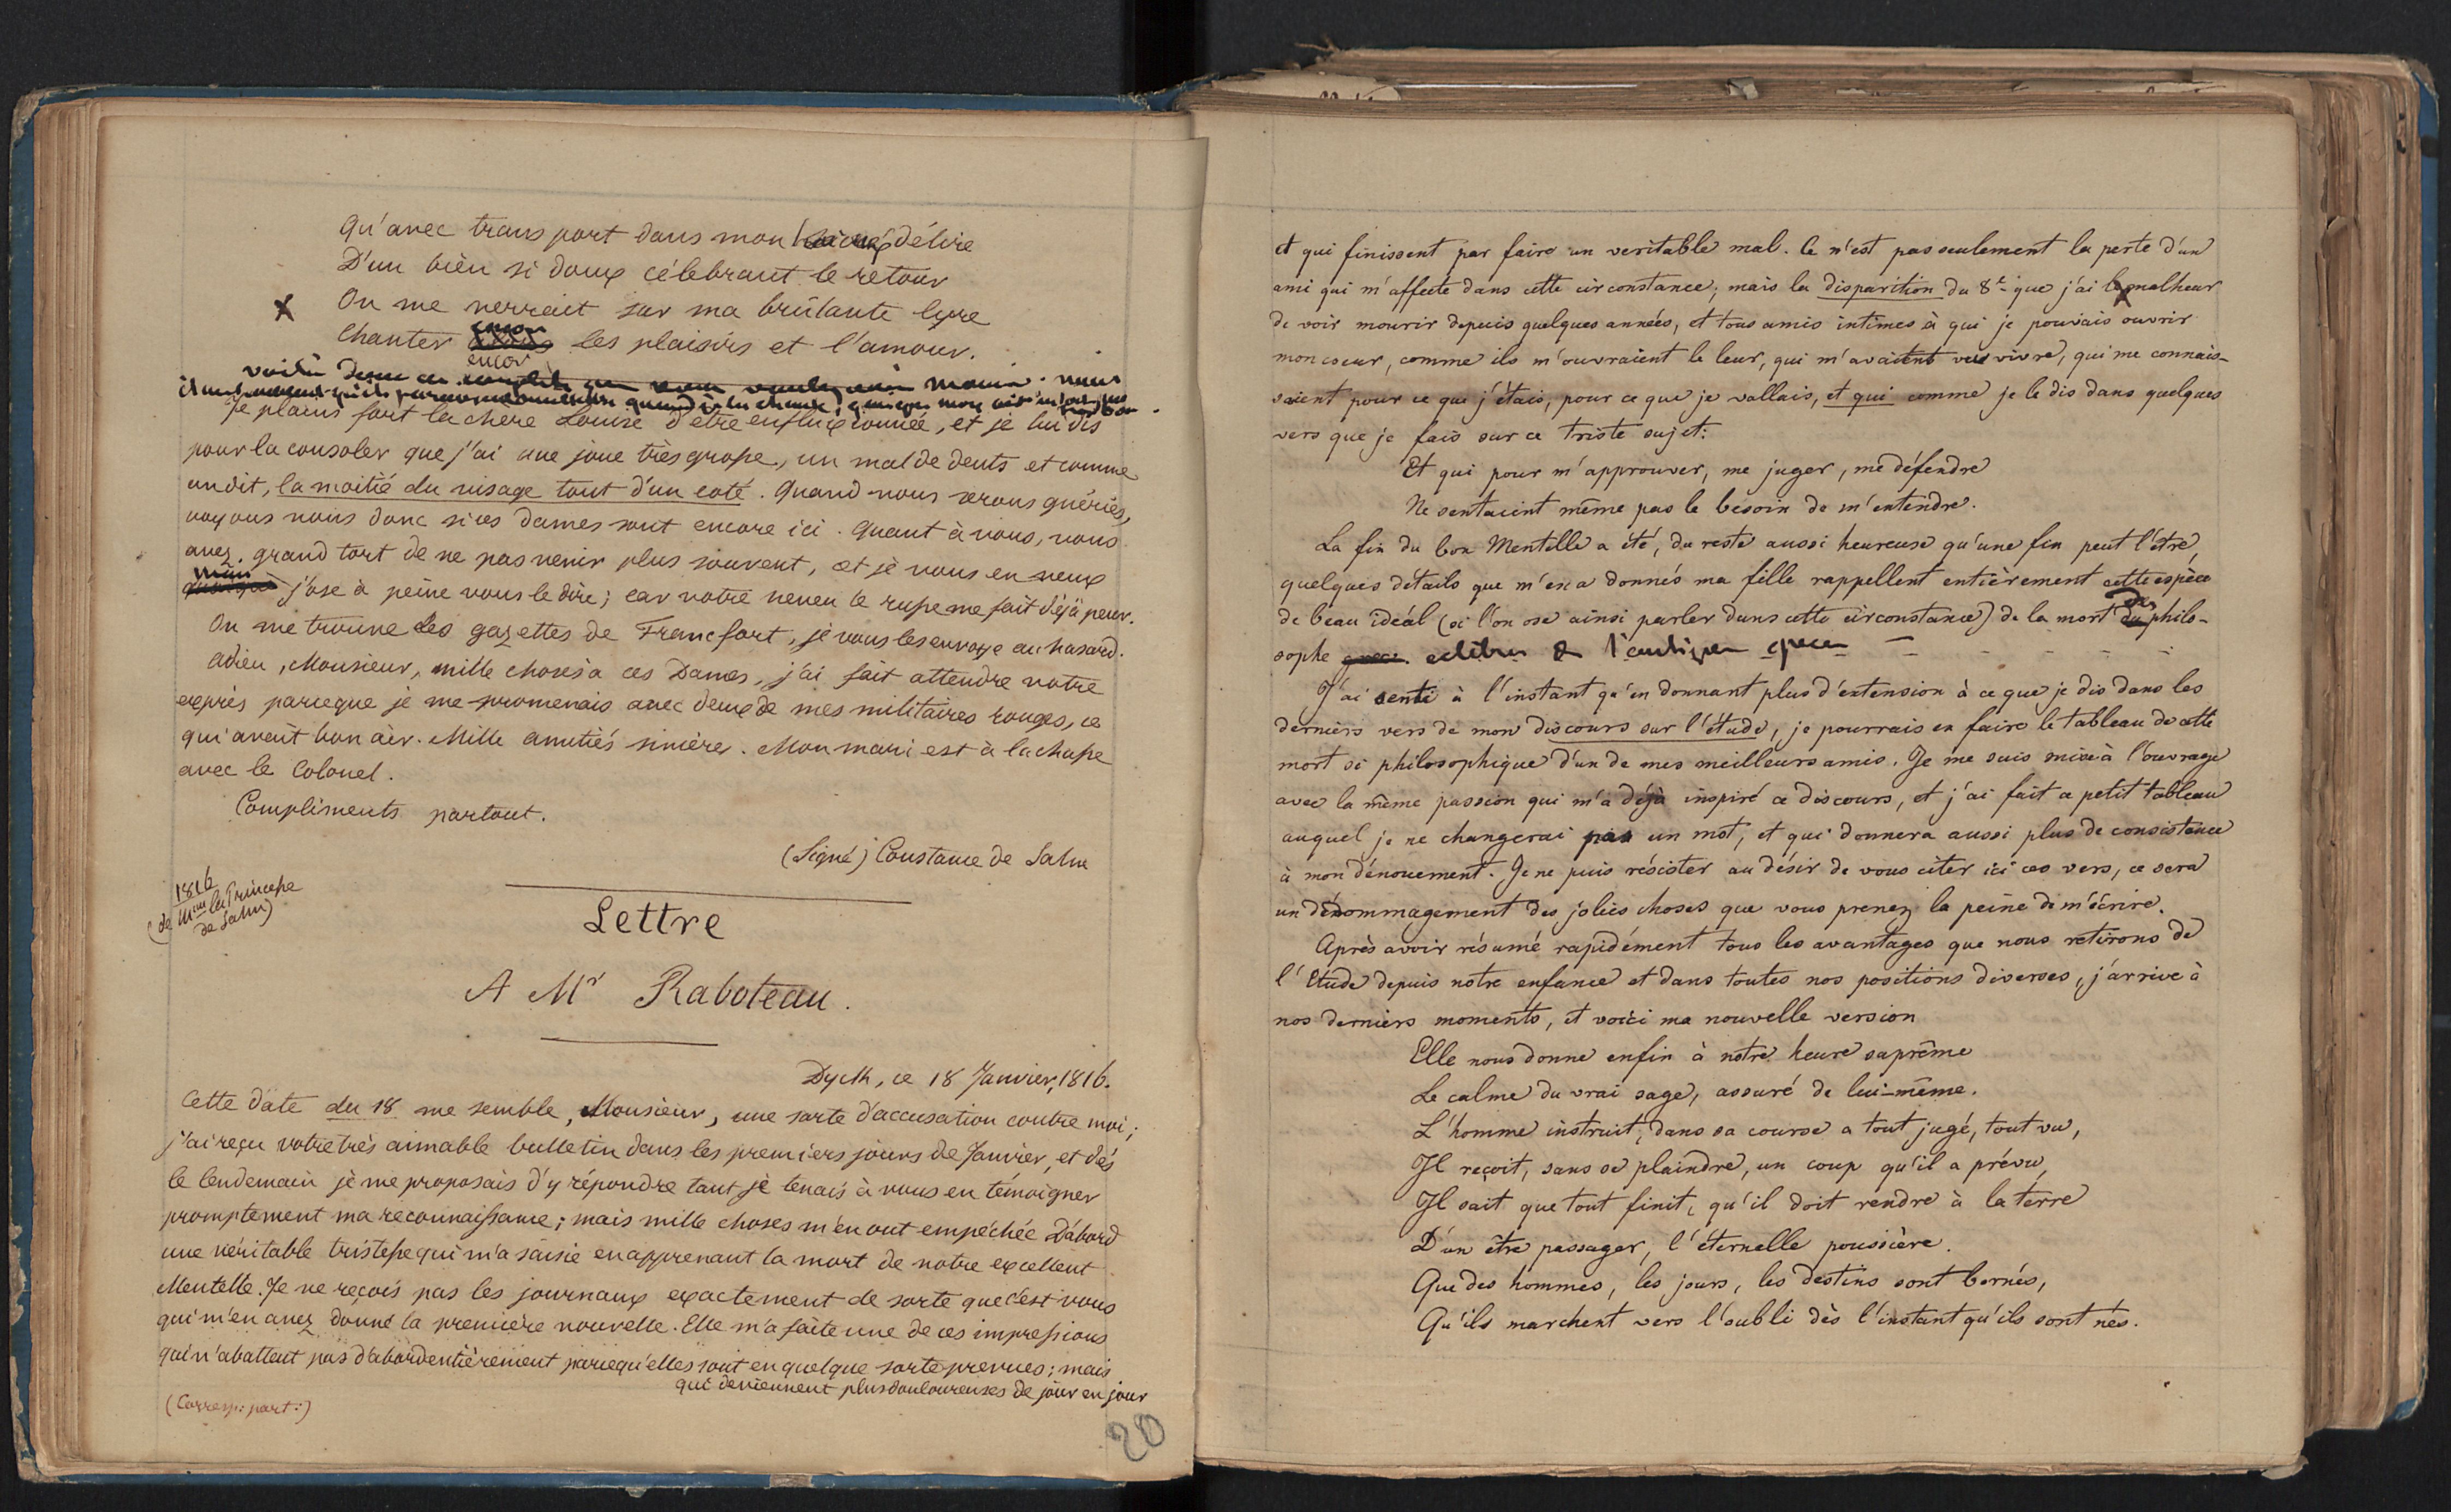 Qu'avec transport dans mon délire
D'un bien si doux célébrant le retour
X On me verrait sur ma brûlante lyre
Chanter encor les plaisirs et l'amour.
encor
voilà donc ce
Je plains fort la chere Louise d'être enfluxionnée, et je lui dis
pour la consoler que j'ai une joue très grosse, un mal de dents et comme
on dit, la moitié du visage tout d'un coté. Quand nous serons guéries,
voyons nous donc si ces dames sont encore ici. Quant à vous, vous
avez grand tort de ne pas venir plus souvent, et je vous en veux
mais
j'ose à peine vous le dire; car votre neveu le russe me fait déjà peur.
On me trouve des gazettes de Francfort, je vous les envoye au hasard.
Adieu, Monsieur, mille choses à ces Dames, j'ai fait attendre votre
exprès parceque je me promenais avec deux de mes militaires rouges, ce
qui avait bon air. Mille amitiés sincères. Mon mari est à la chasse
avec le Colonel.
Compliments partout.
(Signé) Constance de Salm
1816
(de Mme la Princesse
de Salm)
Lettre
A Mr Raboteau.
Dyck, ce 18 Janvier, 1816.
Cette date du 18 me semble, Monsieur, une sorte d'accusation contre moi;
j'ai reçu votre très aimable bulletin dans les premiers jours de Janvier, et dés
le lendemain je me proposais d'y répondre tant je tenais à vous en témoigner
promptement ma reconnaissance; mais mille choses m'en ont empéchée D'abord
une véritable tristesse qui m'a saisie en apprenant la mort de notre excellent
Mentelle. Je ne reçois pas les journaux exactement de sorte que c'est vous
qui m'en avez donné la première nouvelle. Elle m'a faite une de ces impressions
qui n'abattent pas d'abord entièrement parcequ'elles sont en quelque sorte prevues; mais
qui deviennent plus douloureuses de jour en jour
(Corresp: part:)
20
et qui finissent par faire un veritable mal. Ce n'est pas seulement la perte d'un
ami qui m'affecte dans cette circonstance; mais la disparition du 8e que j'ai le malheur
de voir mourir depuis quelques années, et tous amis intimes à qui je pouvais ouvrir
mon coeur, comme ils m'ouvraient le leur, qui m'avaient vu vivre, qui me connais-
saient pour ce que j'étais, pour ce que je vallais, et qui comme je le dis dans quelques
vers que je fais sur ce triste sujet:
Et qui pour m'approuver, me juger, me défendre
Ne sentaient même pas le besoin de m'entendre.
La fin du bon Mentelle a été, du reste aussi heureuse qu'une fin peut l'être,
quelques détails que m'en a donnés ma fille rappellent entièrement cette espèce
de beau idéal (si l'on ose ainsi parler dans cette circonstance) de la mort des philo-
sophe grecs célèbres de l'antique grèce
J'ai senti à l'instant qu'en donnant plus d'extension à ce que je dis dans les
derniers vers de mon discours sur l'étude, je pourrais en faire le tableau de cette
mort si philosophique d'un de mes meilleurs amis. Je me suis mise à l'ouvrage
avec la même passion qui m'a déjà inspiré ce discours, et j'ai fait ce petit tableau
auquel je ne changerai pas un mot, et qui donnera aussi plus de consistance
à mon dénouement. Je ne puis résister au désir de vous citer ici ces vers, ce sera
un dédommagement des jolies choses que vous prenez la peine de m'écrire.
Après avoir résumé rapidément tous les avantages que nous retirons de
l'Etude depuis notre enfance et dans toutes nos positions diverses, j'arrive à
nos derniers moments, et voici ma nouvelle version
Elle nous donne enfin à notre heure suprême
Le calme du vrai sage, assuré de lui-même.
L'homme instruit, dans sa course a tout jugé, tout vu,
Il reçoit, sans se plaindre, un coup qu'il a prévu,
Il sait que tout finit, qu'il doit rendre à la terre
D'un être passager, l'éternelle poussière.
Que des hommes, les jours, les destins sont bornés,
Qu'ils marchent vers l'oubli dès l'instant qu'ils sont nés.